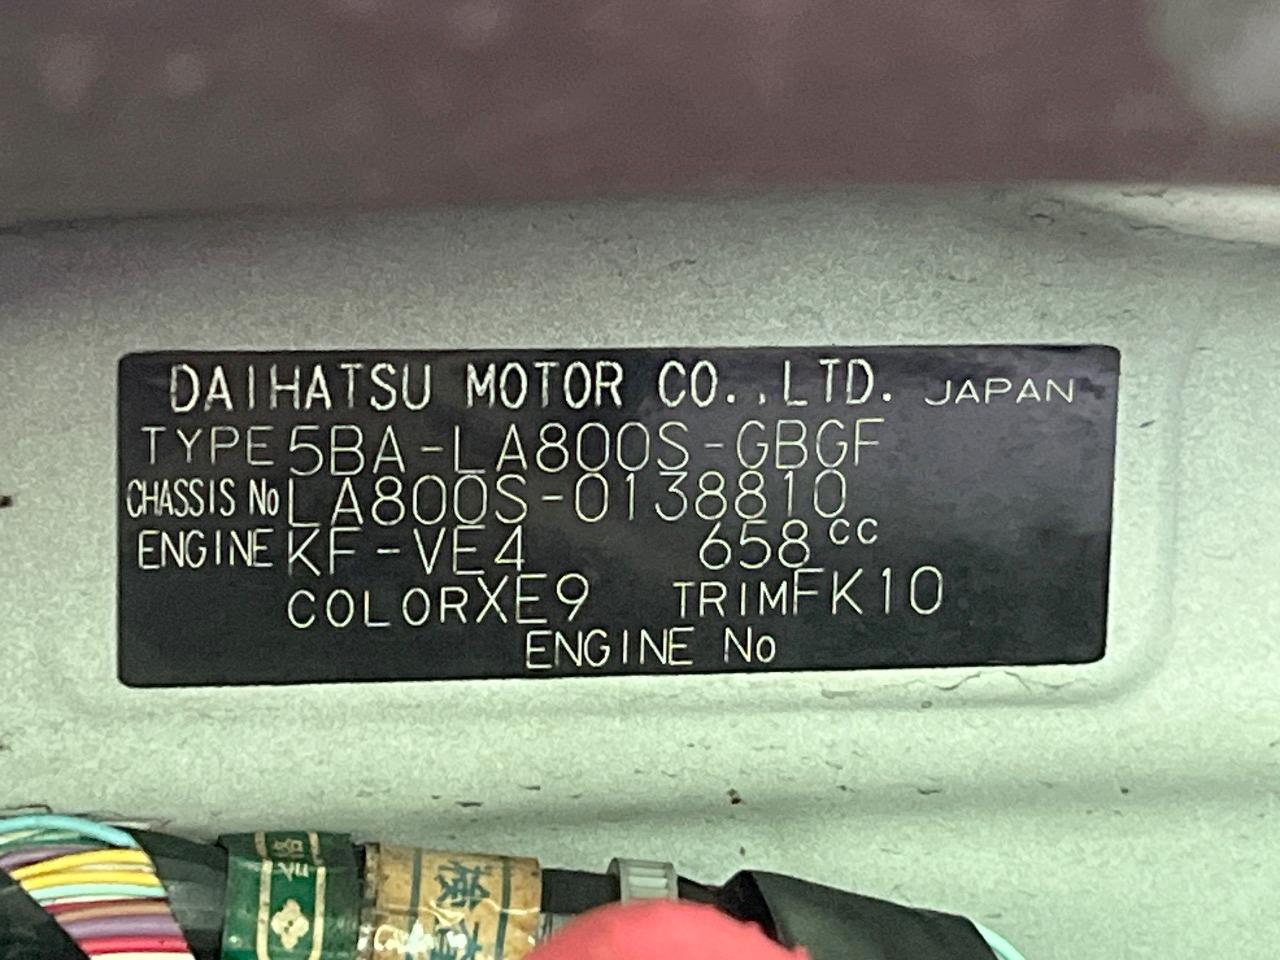 DAIHATSU MOTOR CO.,LTD. JAPAN
TYPE 5BA-LA800S-GBGF
CHASSIS No LA800S-0138810
ENGINE KF-VE4 658cc
COLOR XE9 TRIM FK10
ENGINE No
検